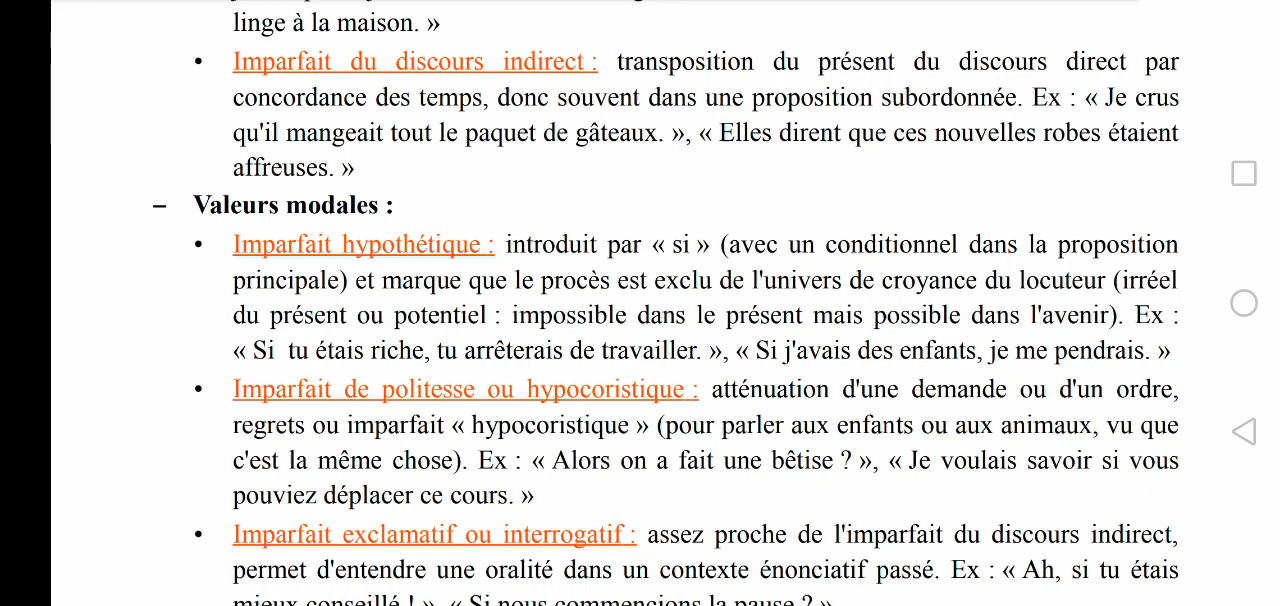 linge à la maison. »
• Imparfait du discours indirect : transposition du présent du discours direct par
concordance des temps, donc souvent dans une proposition subordonnée. Ex : « Je crus
qu'il mangeait tout le paquet de gâteaux. », « Elles dirent que ces nouvelles robes étaient
affreuses. »
– Valeurs modales :
• Imparfait hypothétique : introduit par « si » (avec un conditionnel dans la proposition
principale) et marque que le procès est exclu de l'univers de croyance du locuteur (irréel
du présent ou potentiel : impossible dans le présent mais possible dans l'avenir). Ex :
« Si tu étais riche, tu arrêterais de travailler. », « Si j'avais des enfants, je me pendrais. »
• Imparfait de politesse ou hypocoristique : atténuation d'une demande ou d'un ordre,
regrets ou imparfait « hypocoristique » (pour parler aux enfants ou aux animaux, vu que
c'est la même chose). Ex : « Alors on a fait une bêtise ? », « Je voulais savoir si vous
pouviez déplacer ce cours. »
• Imparfait exclamatif ou interrogatif : assez proche de l'imparfait du discours indirect,
permet d'entendre une oralité dans un contexte énonciatif passé. Ex : « Ah, si tu étais
mieux conseillé ! », « Si nous commencions la pause ? »